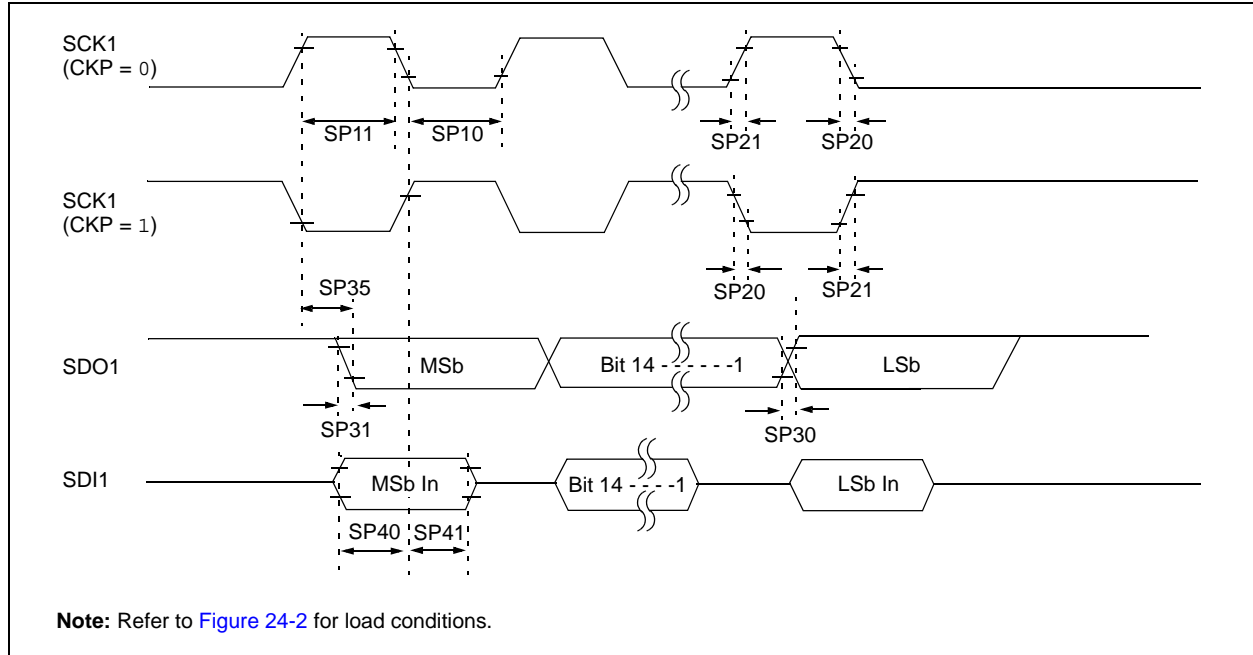 SCK1
(CKP = 0)
SP11
SP10
SP21
SP20
SCK1
(CKP = 1)
SP35
SP20
SP21
SDO1
MSb
Bit 14 - - - - - -1
LSb
SP31
SP30
SDI1
MSb In
Bit 14 - - - -1
LSb In
SP40
SP41
Note: Refer to Figure 24-2 for load conditions.